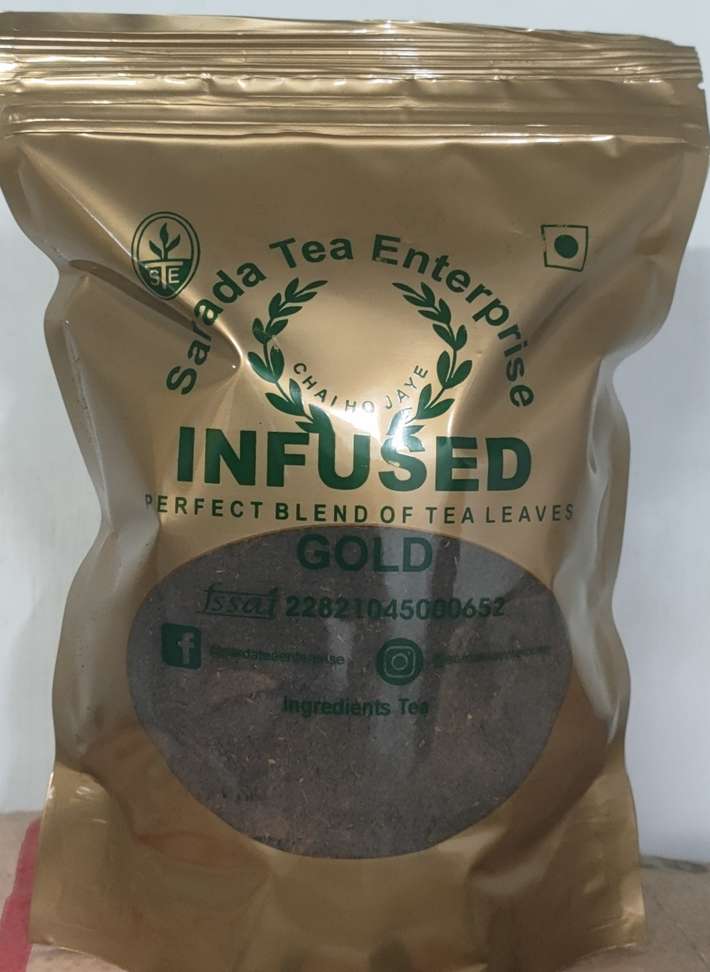 STE
Sarada Tea Enterprise
CHAI HO JAYE
INFUSED
PERFECT BLEND OF TEA LEAVES
GOLD
fssai 22821045000652
Ingredients Tea